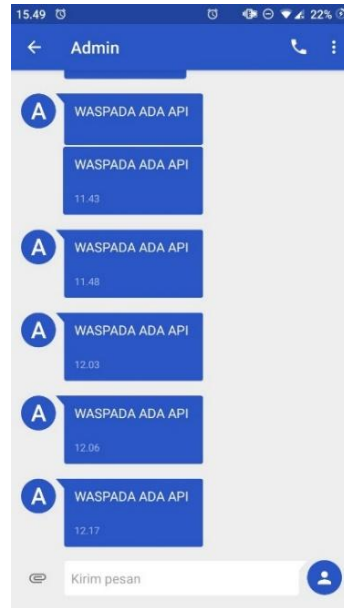 15.49 22%
Admin
A WASPADA ADA API
WASPADA ADA API
11.43
A WASPADA ADA API
11.48
A WASPADA ADA API
12.03
A WASPADA ADA API
12.06
A WASPADA ADA API
12.17
Kirim pesan